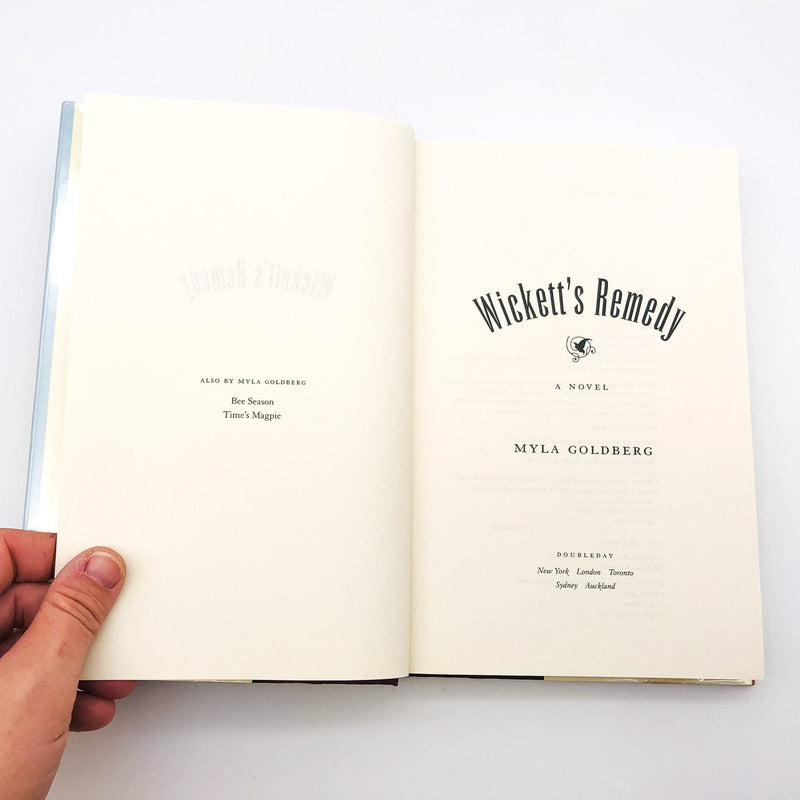 ALSO BY MYLA GOLDBERG
Bee Season
Time's Magpie
Wickett's Remedy
A NOVEL
MYLA GOLDBERG
DOUBLEDAY
New York London Toronto
Sydney Auckland